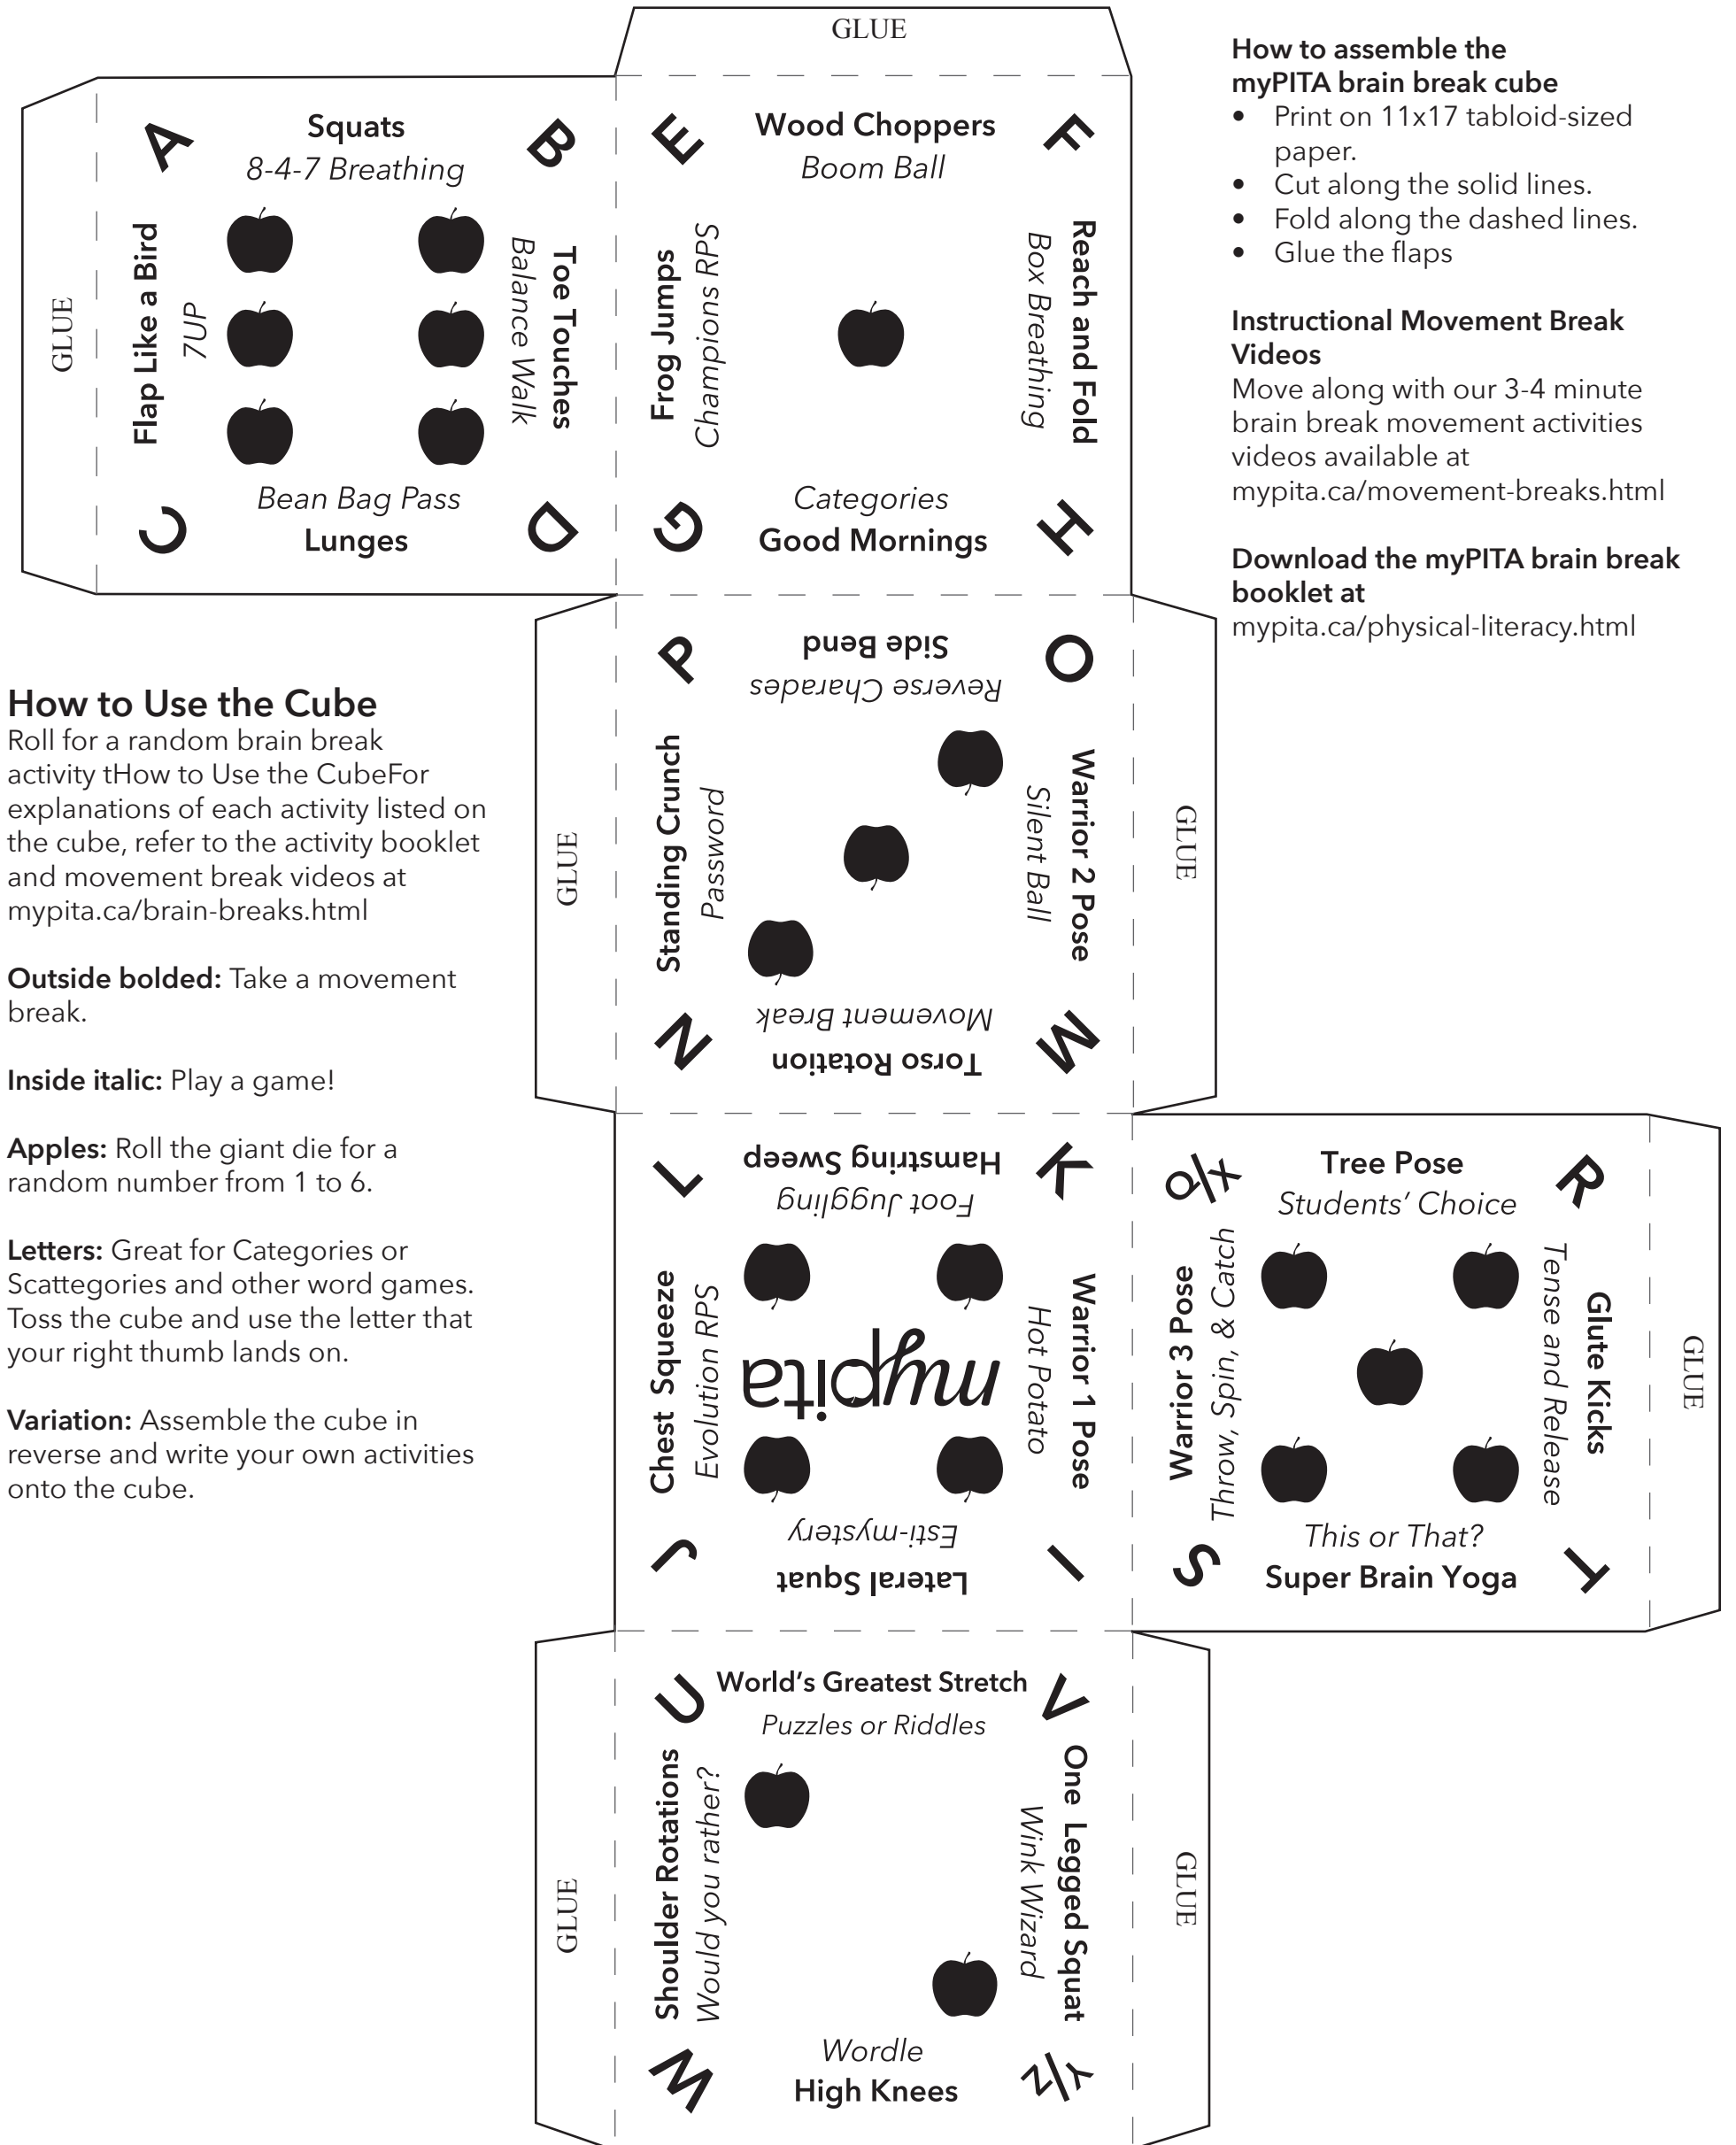 GLUE
How to assemble the
myPITA brain break cube
• Print on 11x17 tabloid-sized
paper.
• Cut along the solid lines.
• Fold along the dashed lines.
• Glue the flaps
Instructional Movement Break
Videos
Move along with our 3-4 minute
brain break movement activities
videos available at
mypita.ca/movement-breaks.html
Download the myPITA brain break
booklet at
mypita.ca/physical-literacy.html
GLUE
A
Squats
8-4-7 Breathing
B
Flap Like a Bird
7UP
Toe Touches
Balance Walk
C
Bean Bag Pass
Lunges
D
E
Wood Choppers
Boom Ball
F
Frog Jumps
Champions RPS
Reach and Fold
Box Breathing
G
Categories
Good Mornings
H
How to Use the Cube
Roll for a random brain break
activity tHow to Use the CubeFor
explanations of each activity listed on
the cube, refer to the activity booklet
and movement break videos at
mypita.ca/brain-breaks.html
Outside bolded: Take a movement
break.
Inside italic: Play a game!
Apples: Roll the giant die for a
random number from 1 to 6.
Letters: Great for Categories or
Scattegories and other word games.
Toss the cube and use the letter that
your right thumb lands on.
Variation: Assemble the cube in
reverse and write your own activities
onto the cube.
GLUE
P
Side Bend
Reverse Charades
O
Standing Crunch
Password
Warrior 2 Pose
Silent Ball
N
Movement Break
Torso Rotation
M
GLUE
L
Hamstring Sweep
Foot Juggling
K
Chest Squeeze
Evolution RPS
mypita
Warrior 1 Pose
Hot Potato
J
Esti-mystery
Lateral Squat
I
Q/X
Tree Pose
Students' Choice
R
Warrior 3 Pose
Throw, Spin, & Catch
Glute Kicks
Tense and Release
S
This or That?
Super Brain Yoga
T
GLUE
GLUE
U
World's Greatest Stretch
Puzzles or Riddles
V
Shoulder Rotations
Would you rather?
One Legged Squat
Wink Wizard
W
Wordle
High Knees
Y/Z
GLUE